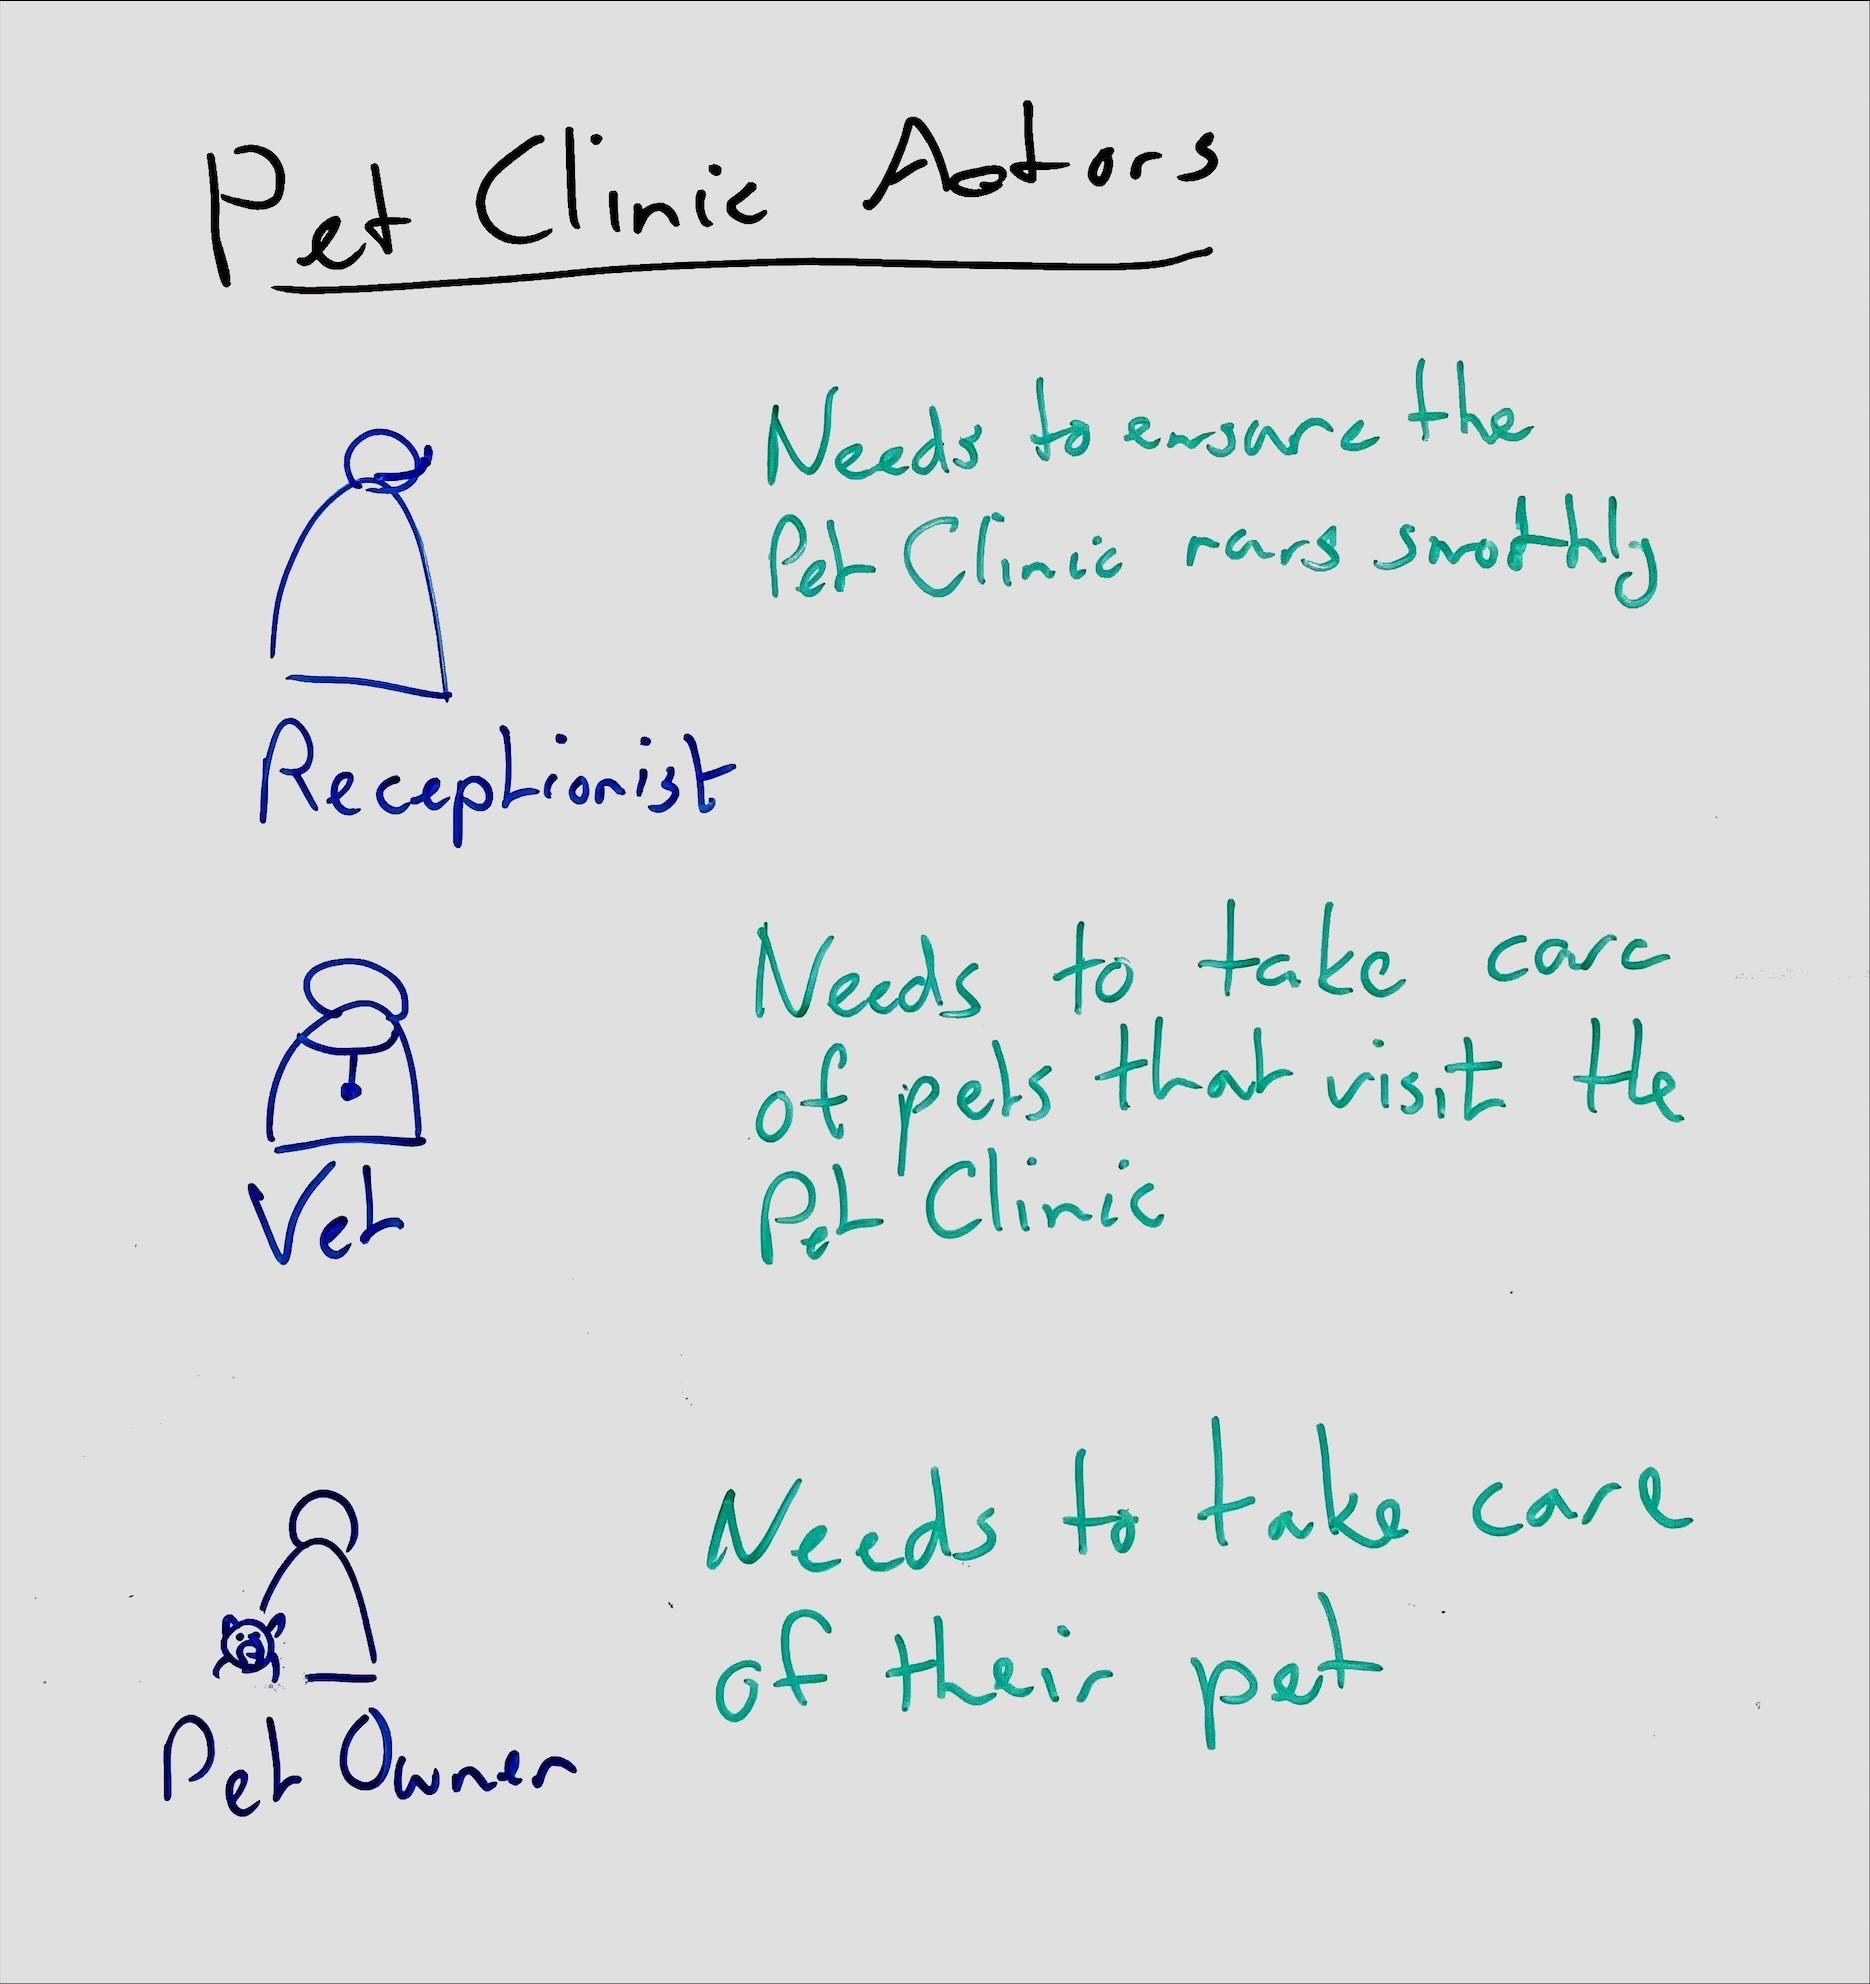 Pet Clinic Actors
Needs to ensure the
Pet Clinic runs smothly
Receptionist
Needs to take care
of pets that visit the
Pet Clinic
Vet
Needs to take care
of their pet
Pet Owner